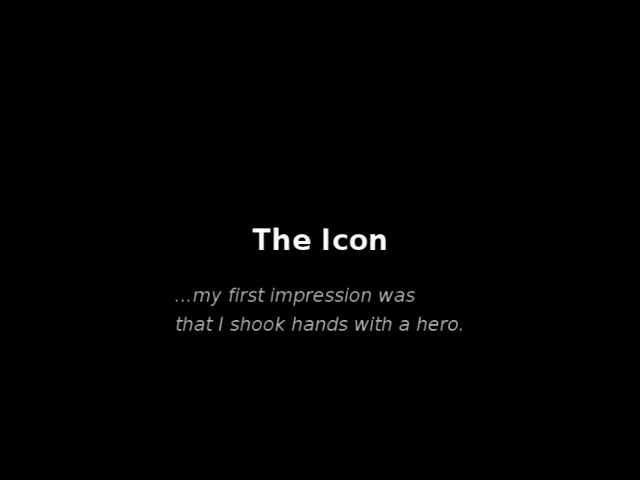 The Icon
...my first impression was
that I shook hands with a hero.